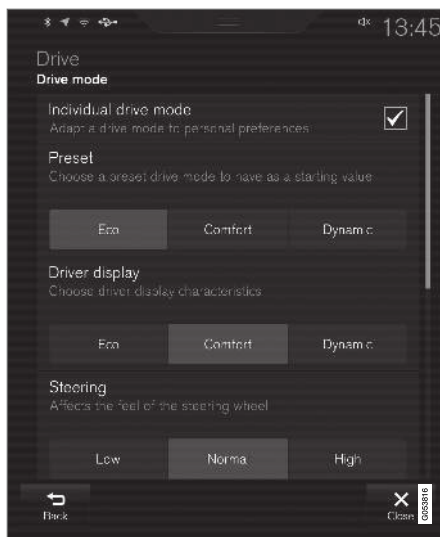 13:45
Drive
Drive mode
Individual drive mode
Adapt a drive mode to personal preferences
Preset
Choose a preset drive mode to have as a starting value
Eco Comfort Dynamic
Driver display
Choose driver display characteristics
Eco Comfort Dynamic
Steering
Affects the feel of the steering wheel
Low Normal High
Back Close
G053816